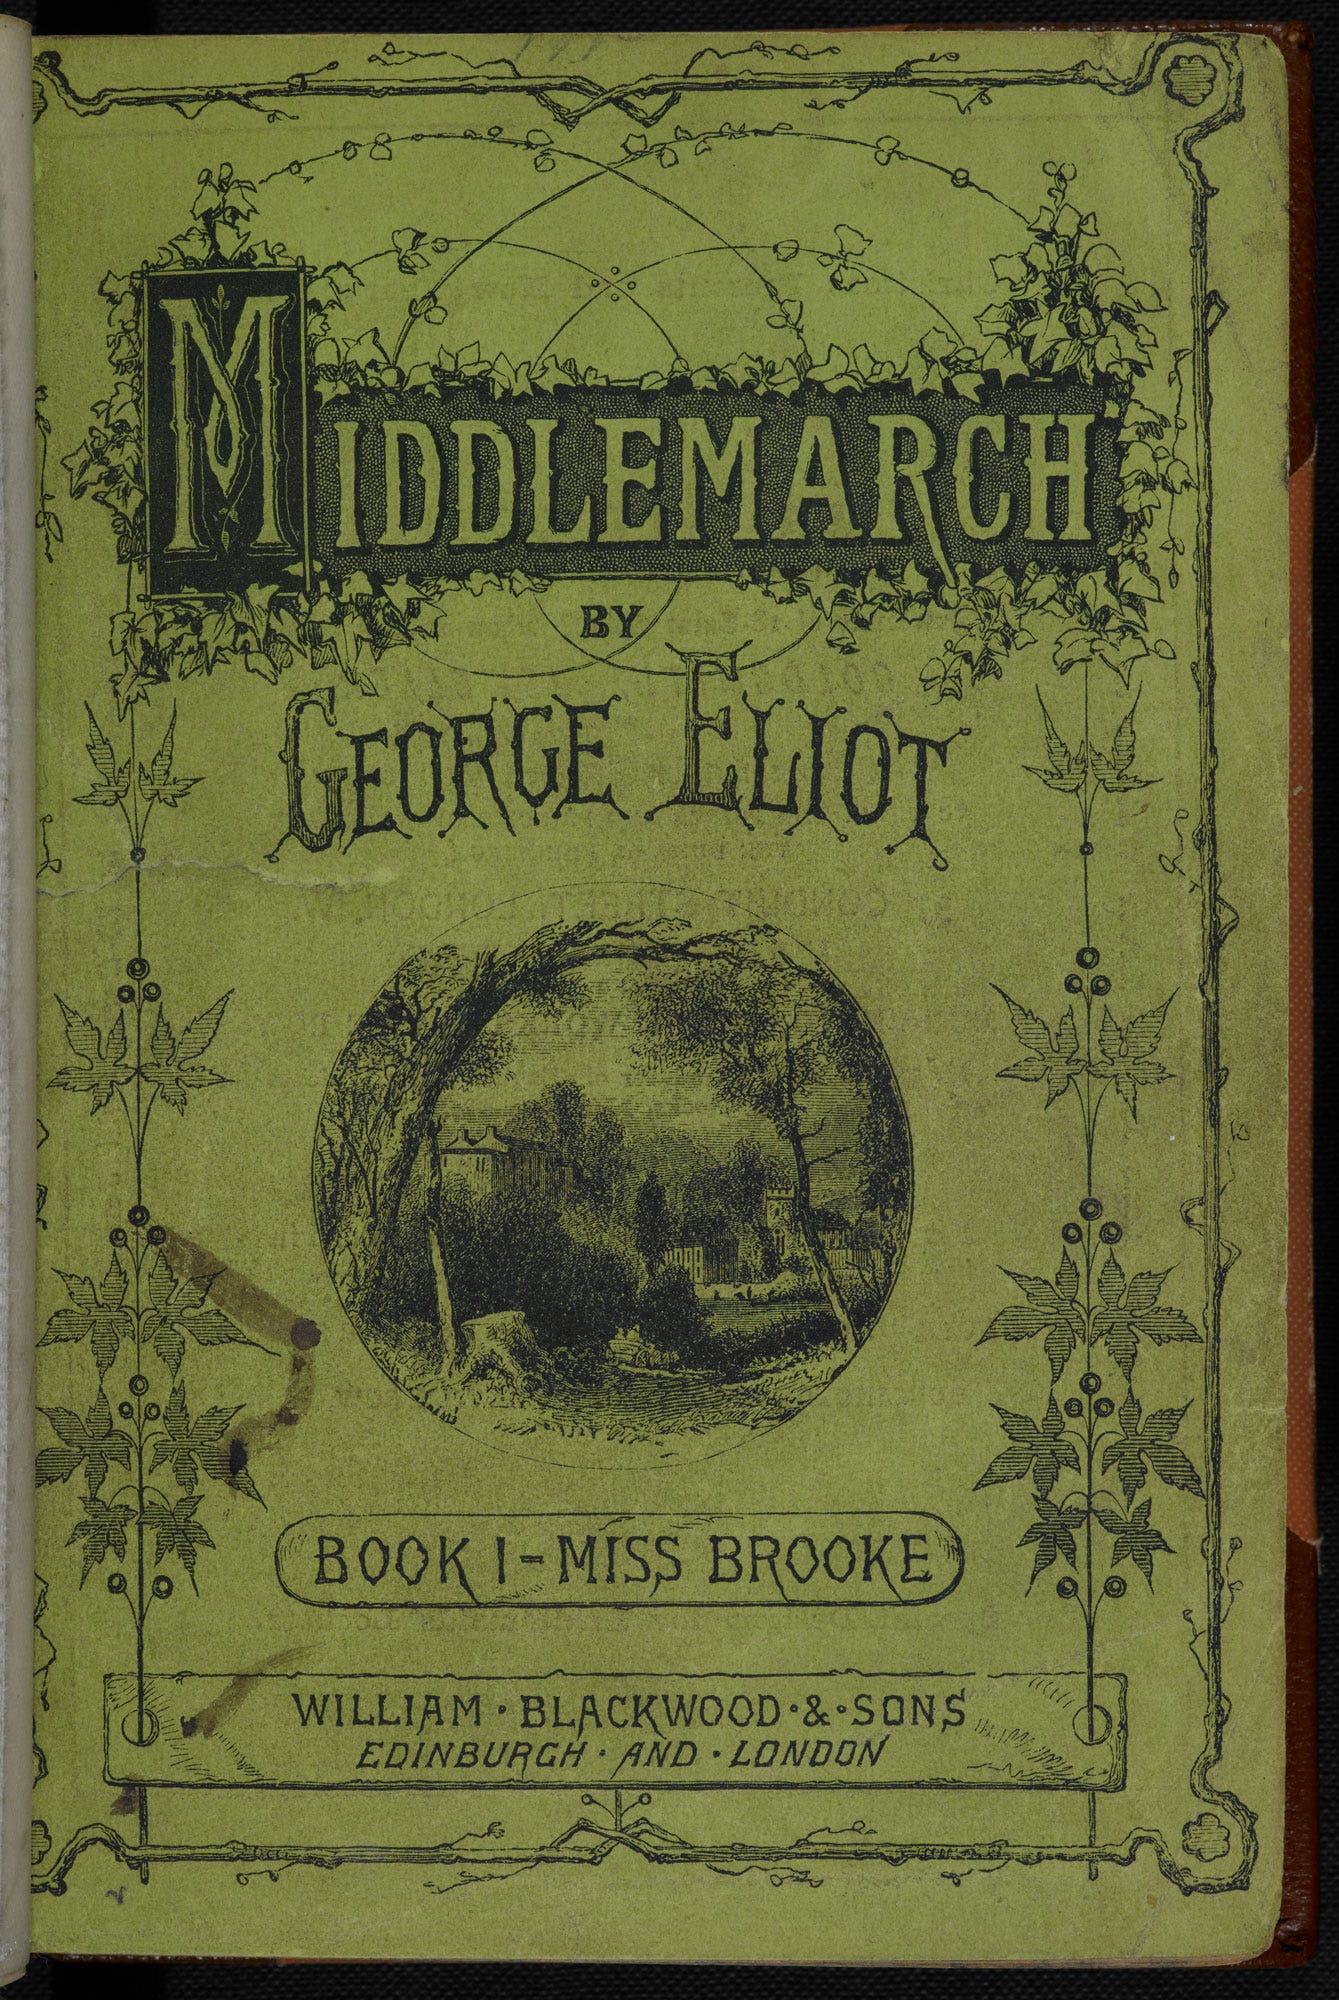 MIDDLEMARCH
BY
GEORGE ELIOT
BOOK I – MISS BROOKE
WILLIAM · BLACKWOOD · & · SONS
EDINBURGH · AND · LONDON